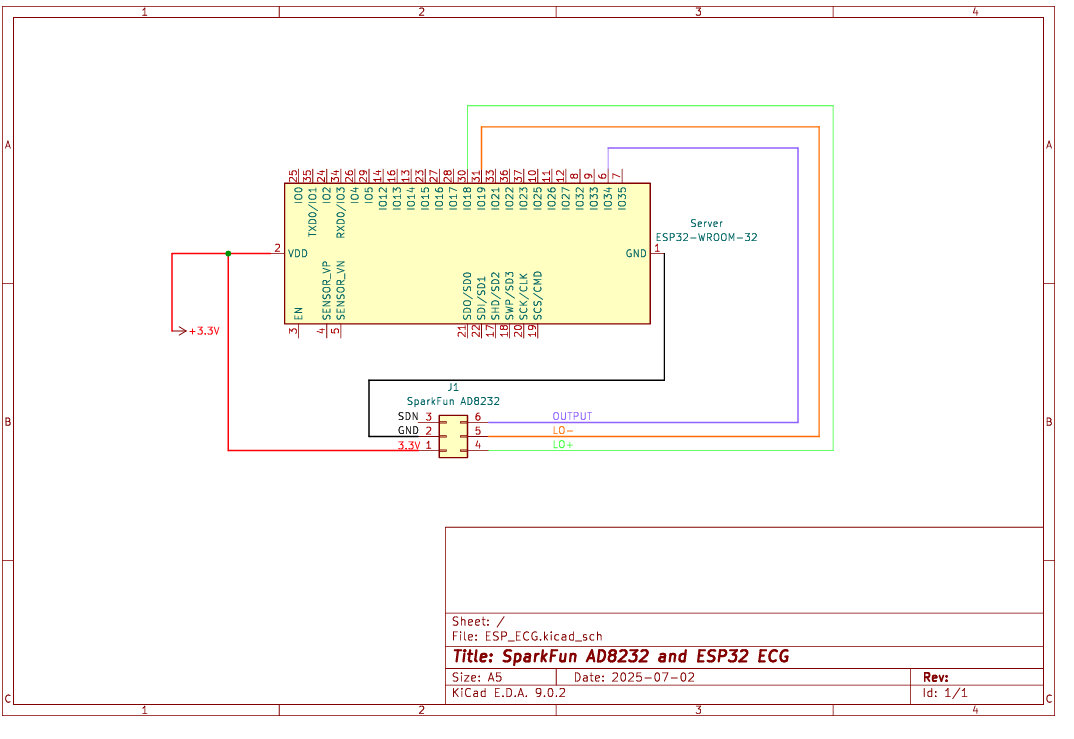 1 2 3 4
A A
25 35 24 34 26 29 14 16 13 23 27 28 30 31 33 36 37 10 11 12 8 9 6 7
IO0 TXD0/IO1 IO2 RXD0/IO3 IO4 IO5 IO12 IO13 IO14 IO15 IO16 IO17 IO18 IO19 IO21 IO22 IO23 IO25 IO26 IO27 IO32 IO33 IO34 IO35
Server
ESP32-WROOM-32
2 VDD GND 1
EN SENSOR_VP SENSOR_VN SDO/SD0 SDI/SD1 SHD/SD2 SWP/SD3 SCK/CLK SCS/CMD
3 4 5 21 22 17 18 20 19
+3.3V
J1
SparkFun AD8232
SDN 3 6 OUTPUT
B B
GND 2 5 LO-
3.3V 1 4 LO+
Sheet: /
File: ESP_ECG.kicad_sch
Title: SparkFun AD8232 and ESP32 ECG
Size: A5 Date: 2025-07-02 Rev:
KiCad E.D.A. 9.0.2 Id: 1/1
C C
1 2 3 4